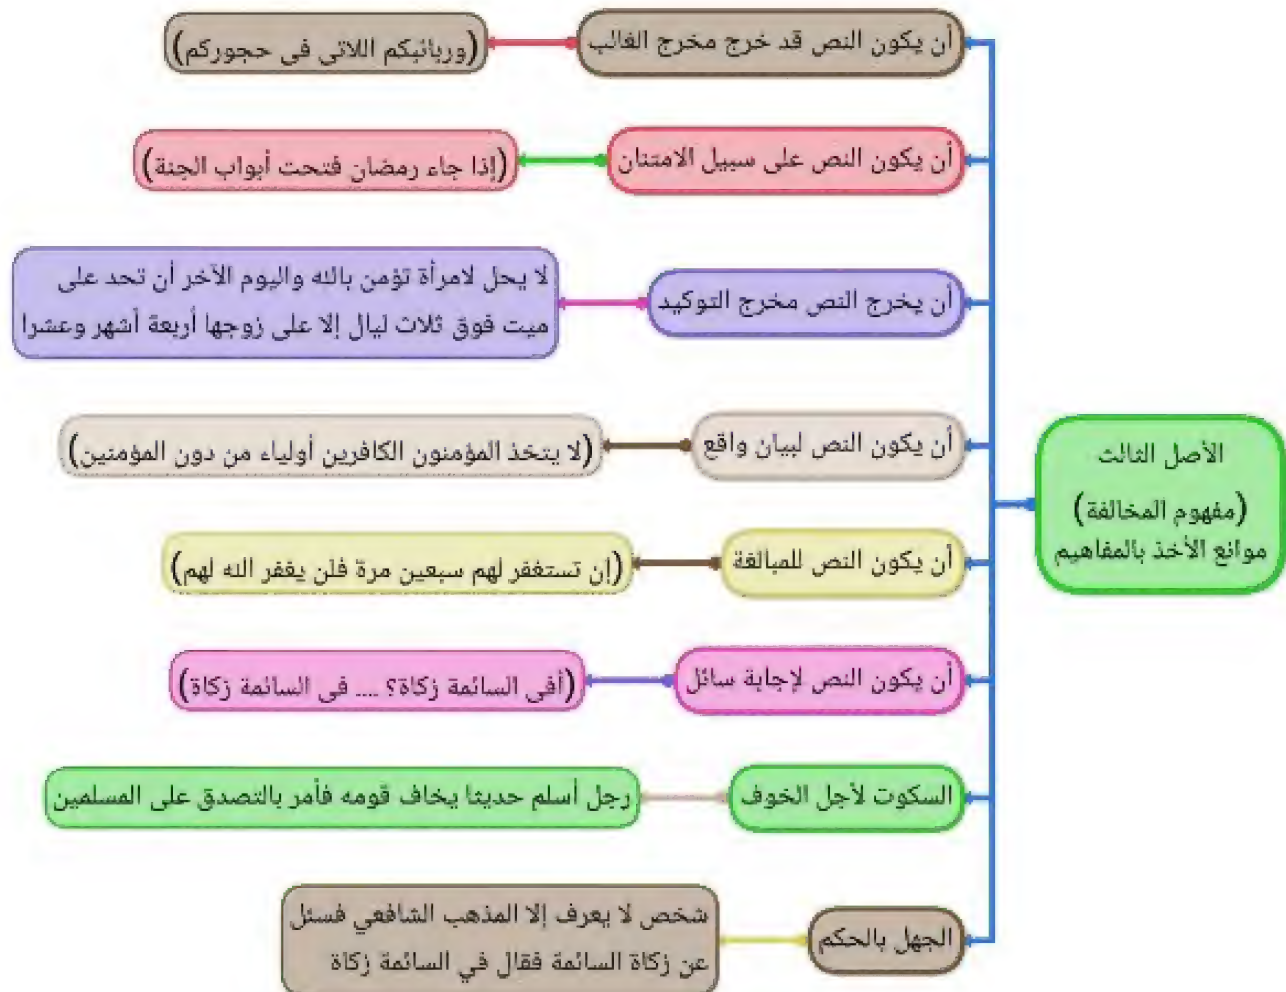 الأصل الثالث
(مفهوم المخالفة)
موانع الأخذ بالمفاهيم
أن يكون النص قد خرج مخرج الغالب
(وربائبكم اللاتى فى حجوركم)
أن يكون النص على سبيل الامتنان
(إذا جاء رمضان فتحت أبواب الجنة)
أن يخرج النص مخرج التوكيد
لا يحل لامرأة تؤمن بالله واليوم الآخر أن تحد على
ميت فوق ثلاث ليال إلا على زوجها أربعة أشهر وعشرا
أن يكون النص لبيان واقع
(لا يتخذ المؤمنون الكافرين أولياء من دون المؤمنين)
أن يكون النص للمبالغة
(إن تستغفر لهم سبعين مرة فلن يغفر الله لهم)
أن يكون النص لإجابة سائل
(أفى السائمة زكاة؟ .... فى السائمة زكاة)
السكوت لأجل الخوف
رجل أسلم حديثا يخاف قومه فأمر بالتصدق على المسلمين
الجهل بالحكم
شخص لا يعرف إلا المذهب الشافعي فسئل
عن زكاة السائمة فقال في السائمة زكاة